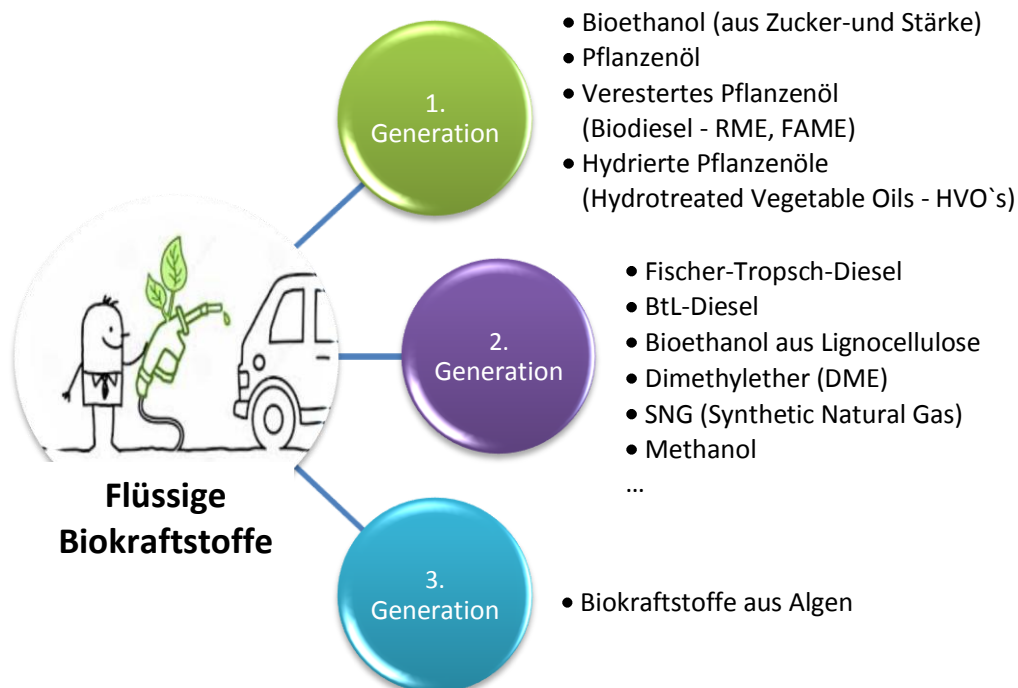 • Bioethanol (aus Zucker-und Stärke)
• Pflanzenöl
• Verestertes Pflanzenöl
(Biodiesel - RME, FAME)
• Hydrierte Pflanzenöle
(Hydrotreated Vegetable Oils - HVO`s)
1.
Generation
• Fischer-Tropsch-Diesel
• BtL-Diesel
• Bioethanol aus Lignocellulose
• Dimethylether (DME)
• SNG (Synthetic Natural Gas)
• Methanol
...
2.
Generation
Flüssige
Biokraftstoffe
3.
Generation
• Biokraftstoffe aus Algen